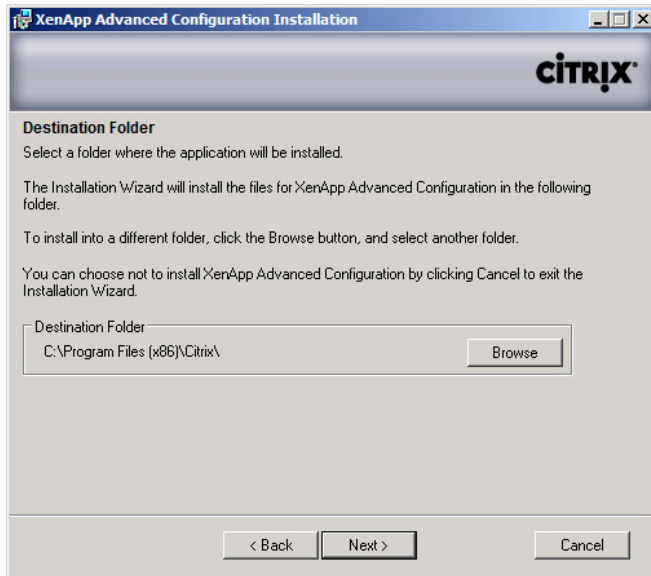 XenApp Advanced Configuration Installation
CİTRIX
Destination Folder
Select a folder where the application will be installed.
The Installation Wizard will install the files for XenApp Advanced Configuration in the following
folder.
To install into a different folder, click the Browse button, and select another folder.
You can choose not to install XenApp Advanced Configuration by clicking Cancel to exit the
Installation Wizard.
Destination Folder
C:\Program Files (x86)\Citrix\
Browse
< Back
Next >
Cancel